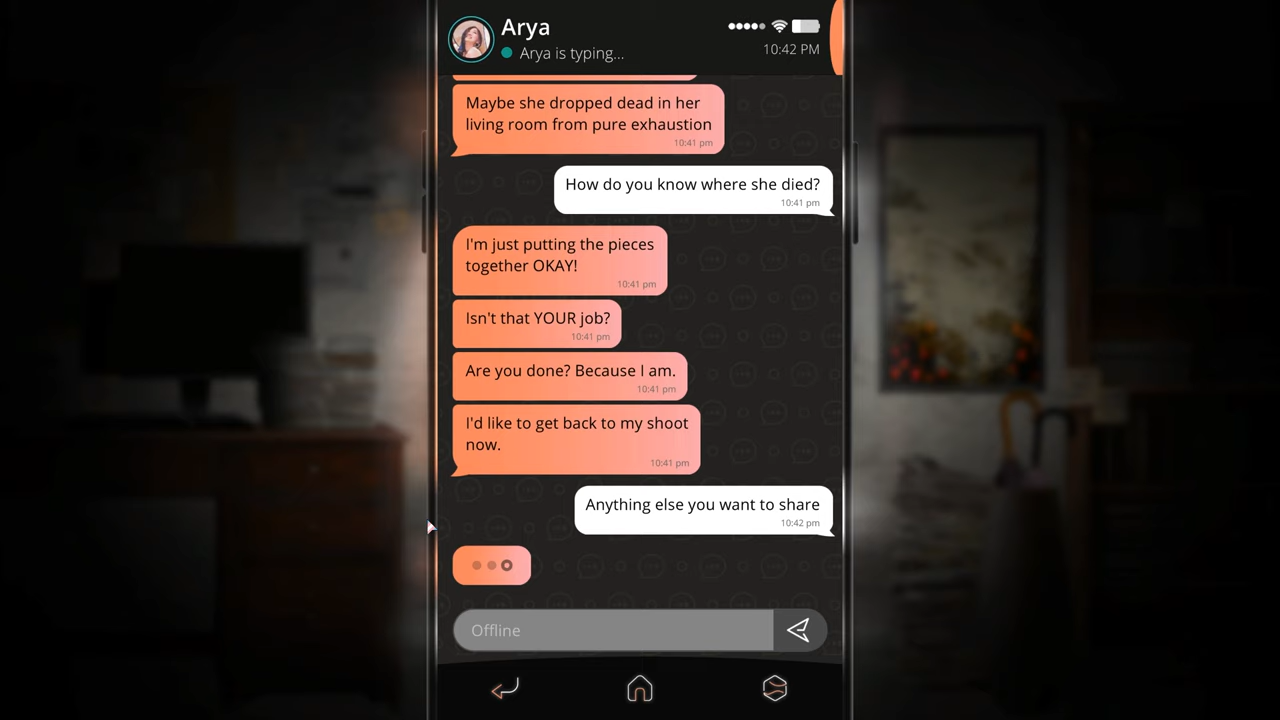 Arya
Arya is typing...
10:42 PM
Maybe she dropped dead in her
living room from pure exhaustion
10:41 pm
How do you know where she died?
10:41 pm
I'm just putting the pieces
together OKAY!
10:41 pm
Isn't that YOUR job?
10:41 pm
Are you done? Because I am.
10:41 pm
I'd like to get back to my shoot
now.
10:41 pm
Anything else you want to share
10:42 pm
Offline